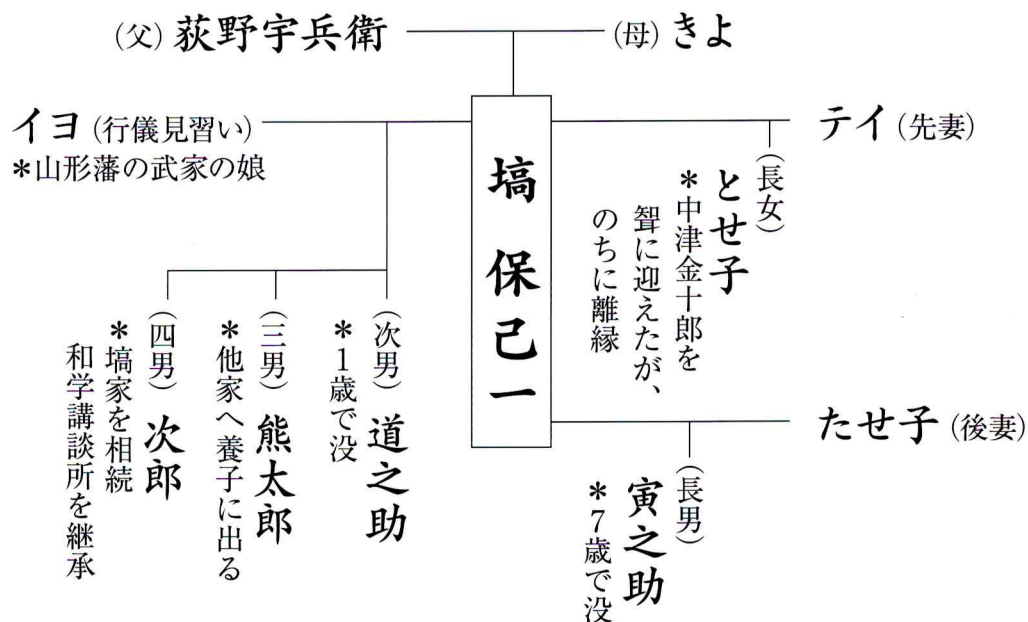 (父) 荻野宇兵衛
(母) きよ
塙 保己一
テイ (先妻)
(長女)
とせ子
*中津金十郎を
聟に迎えたが、
のちに離縁
たせ子 (後妻)
(長男)
寅之助
*7歳で没
イヨ (行儀見習い)
*山形藩の武家の娘
(次男) 道之助
*1歳で没
(三男) 熊太郎
*他家へ養子に出る
(四男) 次郎
*塙家を相続
和学講談所を継承